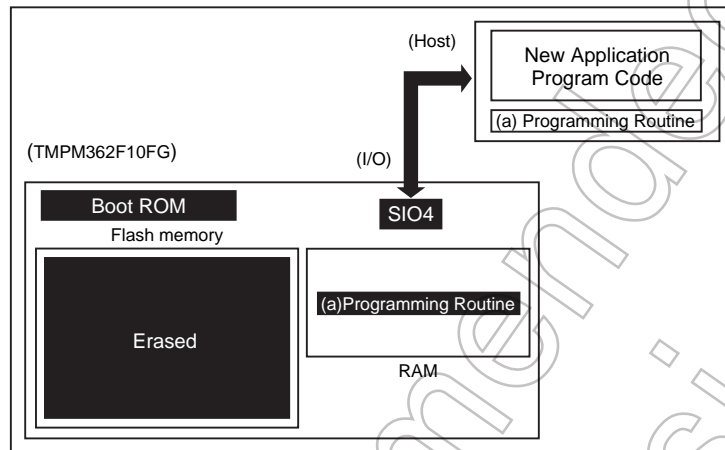 (Host)
New Application
Program Code
(a) Programming Routine
(TMPM362F10FG)
(I/O)
Boot ROM
SIO4
Flash memory
(a)Programming Routine
Erased
RAM